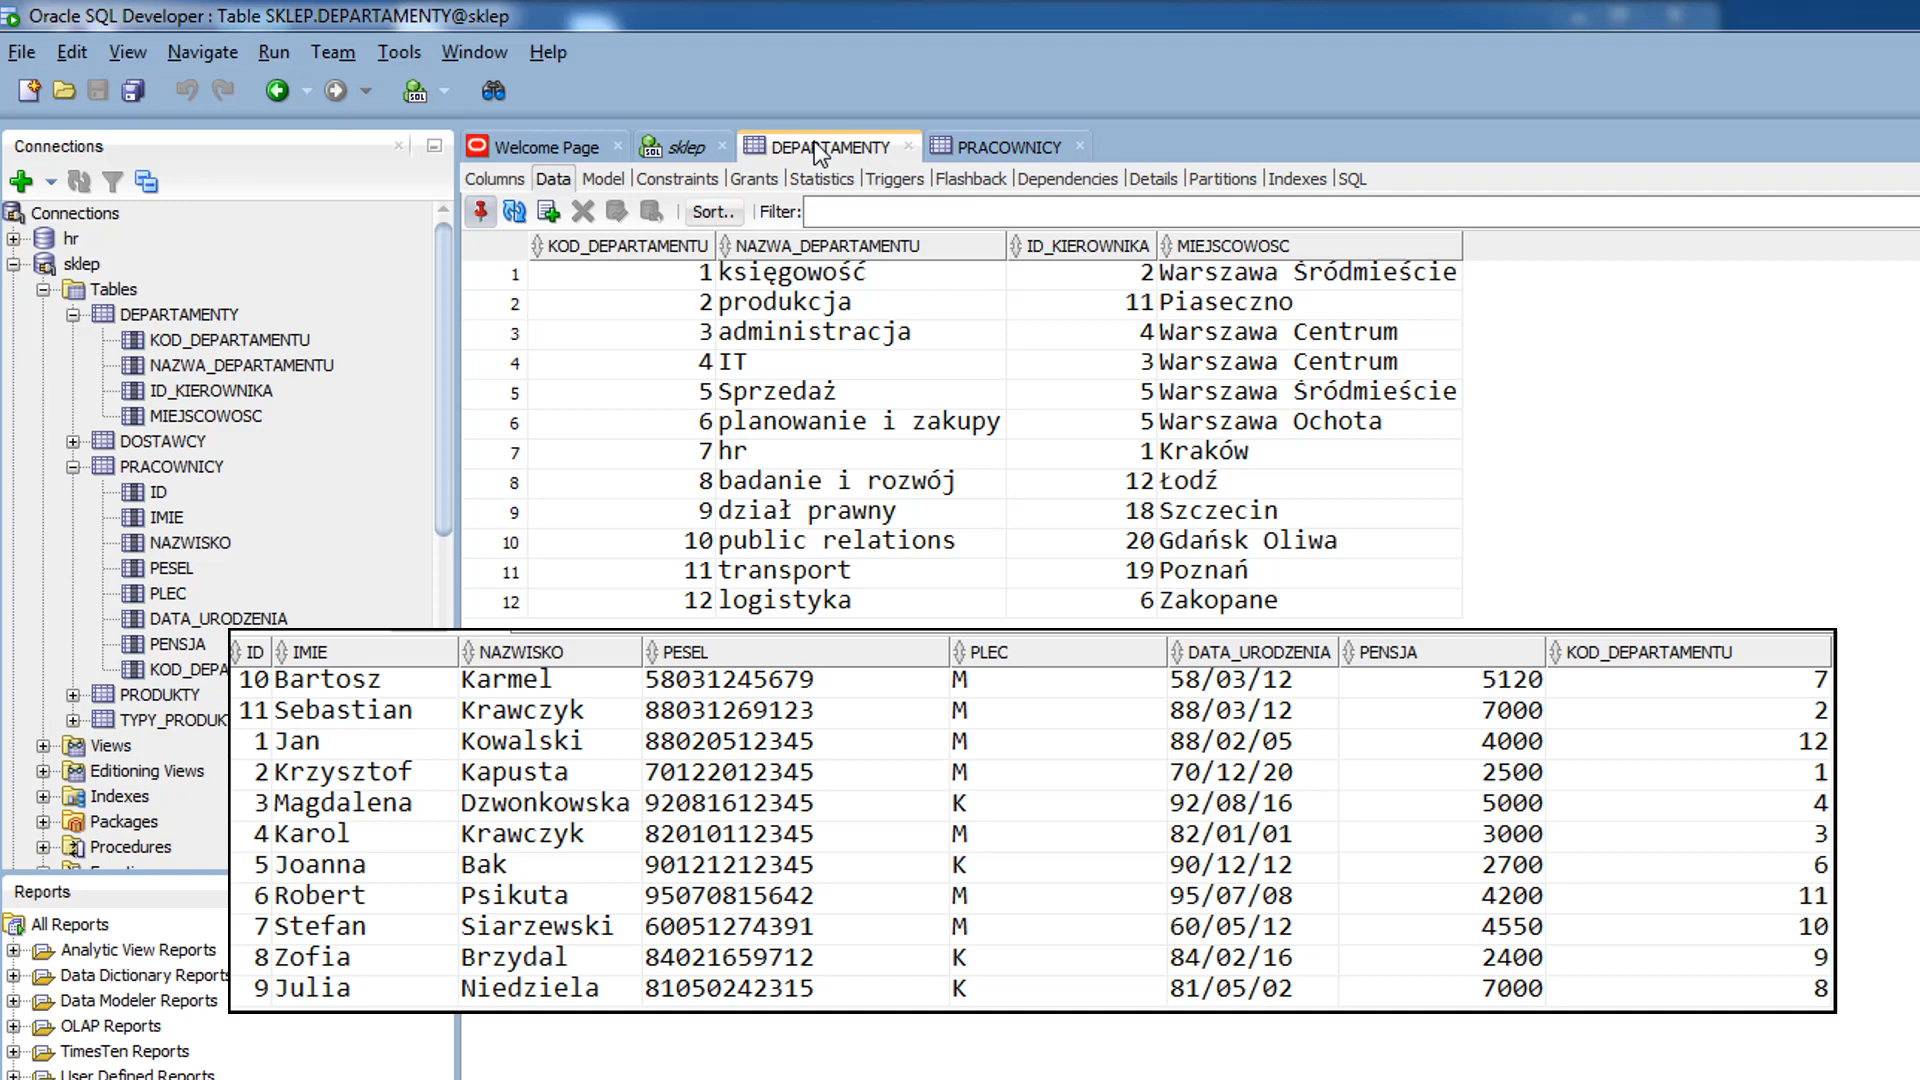 Oracle SQL Developer : Table SKLEP.DEPARTAMENTY@sklep
File Edit View Navigate Run Team Tools Window Help
SQL
Connections
Welcome Page sklep DEPARTAMENTY PRACOWNICY
Columns Data Model Constraints Grants Statistics Triggers Flashback Dependencies Details Partitions Indexes SQL
Sort.. Filter:
Connections
hr
sklep
Tables
DEPARTAMENTY
KOD_DEPARTAMENTU
NAZWA_DEPARTAMENTU
ID_KIEROWNIKA
MIEJSCOWOSC
DOSTAWCY
PRACOWNICY
ID
IMIE
NAZWISKO
PESEL
PLEC
DATA_URODZENIA
PENSJA
KOD_DEPA
PRODUKTY
TYPY_PRODUK
Views
Editioning Views
Indexes
Packages
Procedures
KOD_DEPARTAMENTU NAZWA_DEPARTAMENTU ID_KIEROWNIKA MIEJSCOWOSC
1 1 księgowość 2 Warszawa Śródmieście
2 2 produkcja 11 Piaseczno
3 3 administracja 4 Warszawa Centrum
4 4 IT 3 Warszawa Centrum
5 5 Sprzedaż 5 Warszawa Śródmieście
6 6 planowanie i zakupy 5 Warszawa Ochota
7 7 hr 1 Kraków
8 8 badanie i rozwój 12 Łodź
9 9 dział prawny 18 Szczecin
10 10 public relations 20 Gdańsk Oliwa
11 11 transport 19 Poznań
12 12 logistyka 6 Zakopane
ID IMIE NAZWISKO PESEL PLEC DATA_URODZENIA PENSJA KOD_DEPARTAMENTU
10 Bartosz Karmel 58031245679 M 58/03/12 5120 7
11 Sebastian Krawczyk 88031269123 M 88/03/12 7000 2
1 Jan Kowalski 88020512345 M 88/02/05 4000 12
2 Krzysztof Kapusta 70122012345 M 70/12/20 2500 1
3 Magdalena Dzwonkowska 92081612345 K 92/08/16 5000 4
4 Karol Krawczyk 82010112345 M 82/01/01 3000 3
5 Joanna Bak 90121212345 K 90/12/12 2700 6
6 Robert Psikuta 95070815642 M 95/07/08 4200 11
7 Stefan Siarzewski 60051274391 M 60/05/12 4550 10
8 Zofia Brzydal 84021659712 K 84/02/16 2400 9
9 Julia Niedziela 81050242315 K 81/05/02 7000 8
Reports
All Reports
Analytic View Reports
Data Dictionary Reports
Data Modeler Reports
OLAP Reports
TimesTen Reports
User Defined Reports